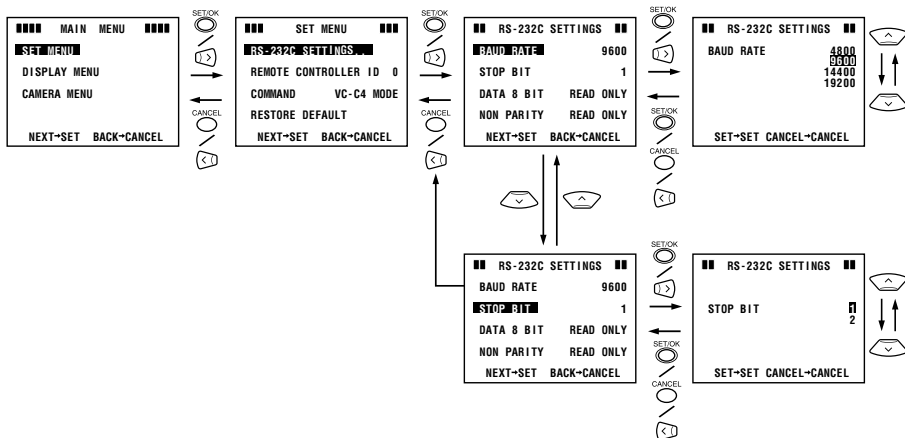 MAIN MENU
SET MENU
DISPLAY MENU
CAMERA MENU
NEXT→SET BACK→CANCEL
SET/OK
CANCEL
SET MENU
RS-232C SETTINGS...
REMOTE CONTROLLER ID 0
COMMAND VC-C4 MODE
RESTORE DEFAULT
NEXT→SET BACK→CANCEL
SET/OK
CANCEL
RS-232C SETTINGS
BAUD RATE 9600
STOP BIT 1
DATA 8 BIT READ ONLY
NON PARITY READ ONLY
NEXT→SET BACK→CANCEL
SET/OK
SET/OK
CANCEL
RS-232C SETTINGS
BAUD RATE 4800
9600
14400
19200
SET→SET CANCEL→CANCEL
RS-232C SETTINGS
BAUD RATE 9600
STOP BIT 1
DATA 8 BIT READ ONLY
NON PARITY READ ONLY
NEXT→SET BACK→CANCEL
SET/OK
SET/OK
CANCEL
RS-232C SETTINGS
STOP BIT 1
2
SET→SET CANCEL→CANCEL